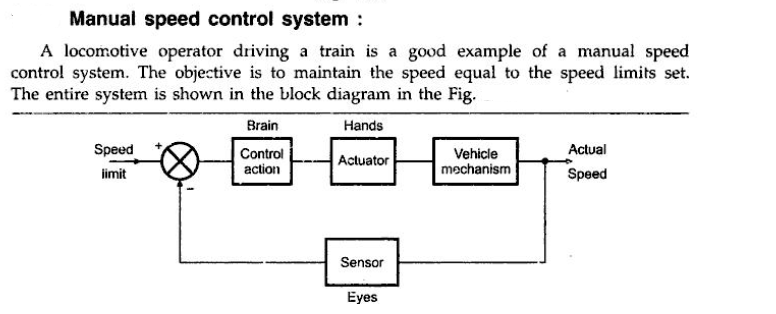 Manual speed control system :
A locomotive operator driving a train is a good example of a manual speed
control system. The objective is to maintain the speed equal to the speed limits set.
The entire system is shown in the block diagram in the Fig.
Brain
Hands
Speed
limit
+
−
Control
action
Actuator
Vehicle
mechanism
Actual
Speed
Sensor
Eyes